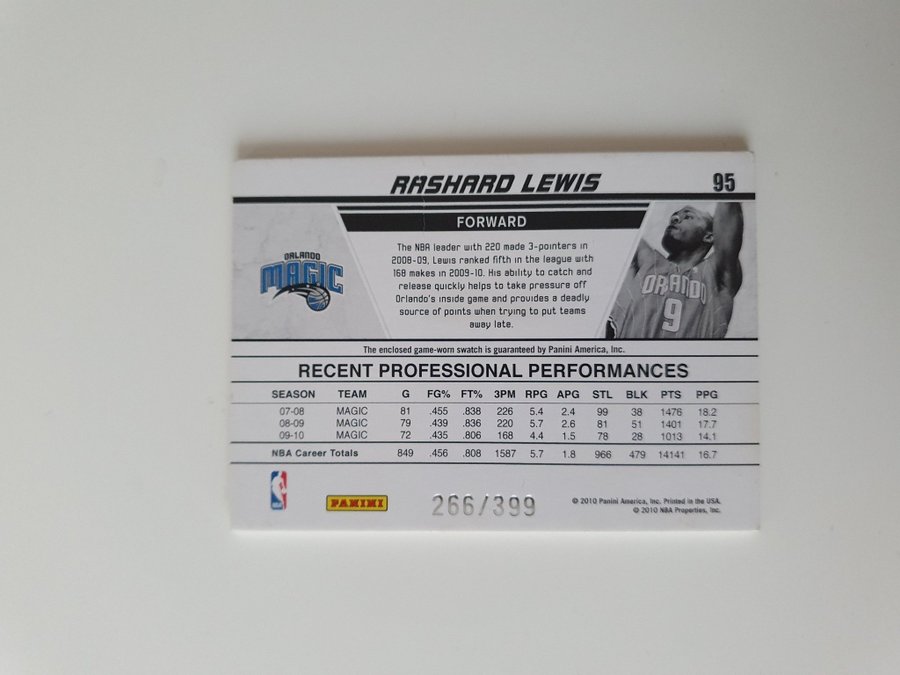 RASHARD LEWIS 95
FORWARD
ORLANDO
MAGIC
The NBA leader with 220 made 3-pointers in
2008-09, Lewis ranked fifth in the league with
168 makes in 2009-10. His ability to catch and
release quickly helps to take pressure off
Orlando's inside game and provides a deadly
source of points when trying to put teams
away late.
ORLANDO
9
The enclosed game-worn swatch is guaranteed by Panini America, Inc.
RECENT PROFESSIONAL PERFORMANCES
SEASON TEAM G FG% FT% 3PM RPG APG STL BLK PTS PPG
07-08 MAGIC 81 .455 .838 226 5.4 2.4 99 38 1476 18.2
08-09 MAGIC 79 .439 .836 220 5.7 2.6 81 51 1401 17.7
09-10 MAGIC 72 .435 .806 168 4.4 1.5 78 28 1013 14.1
NBA Career Totals 849 .456 .808 1587 5.7 1.8 966 479 14141 16.7
PANINI
266/399
© 2010 Panini America, Inc. Printed in the USA.
© 2010 NBA Properties, Inc.